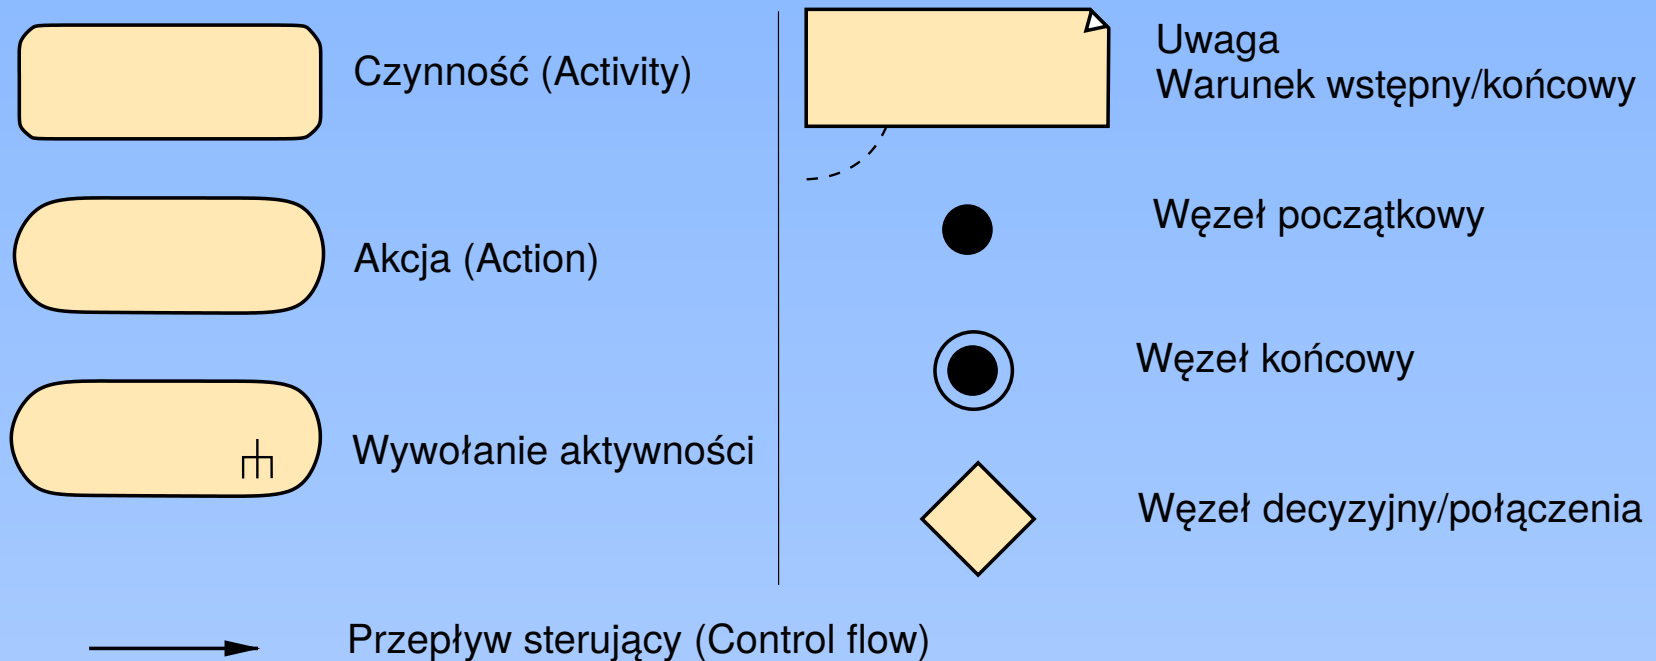 Czynność (Activity)
Akcja (Action)
Wywołanie aktywności
Przepływ sterujący (Control flow)
Uwaga
Warunek wstępny/końcowy
Węzeł początkowy
Węzeł końcowy
Węzeł decyzyjny/połączenia